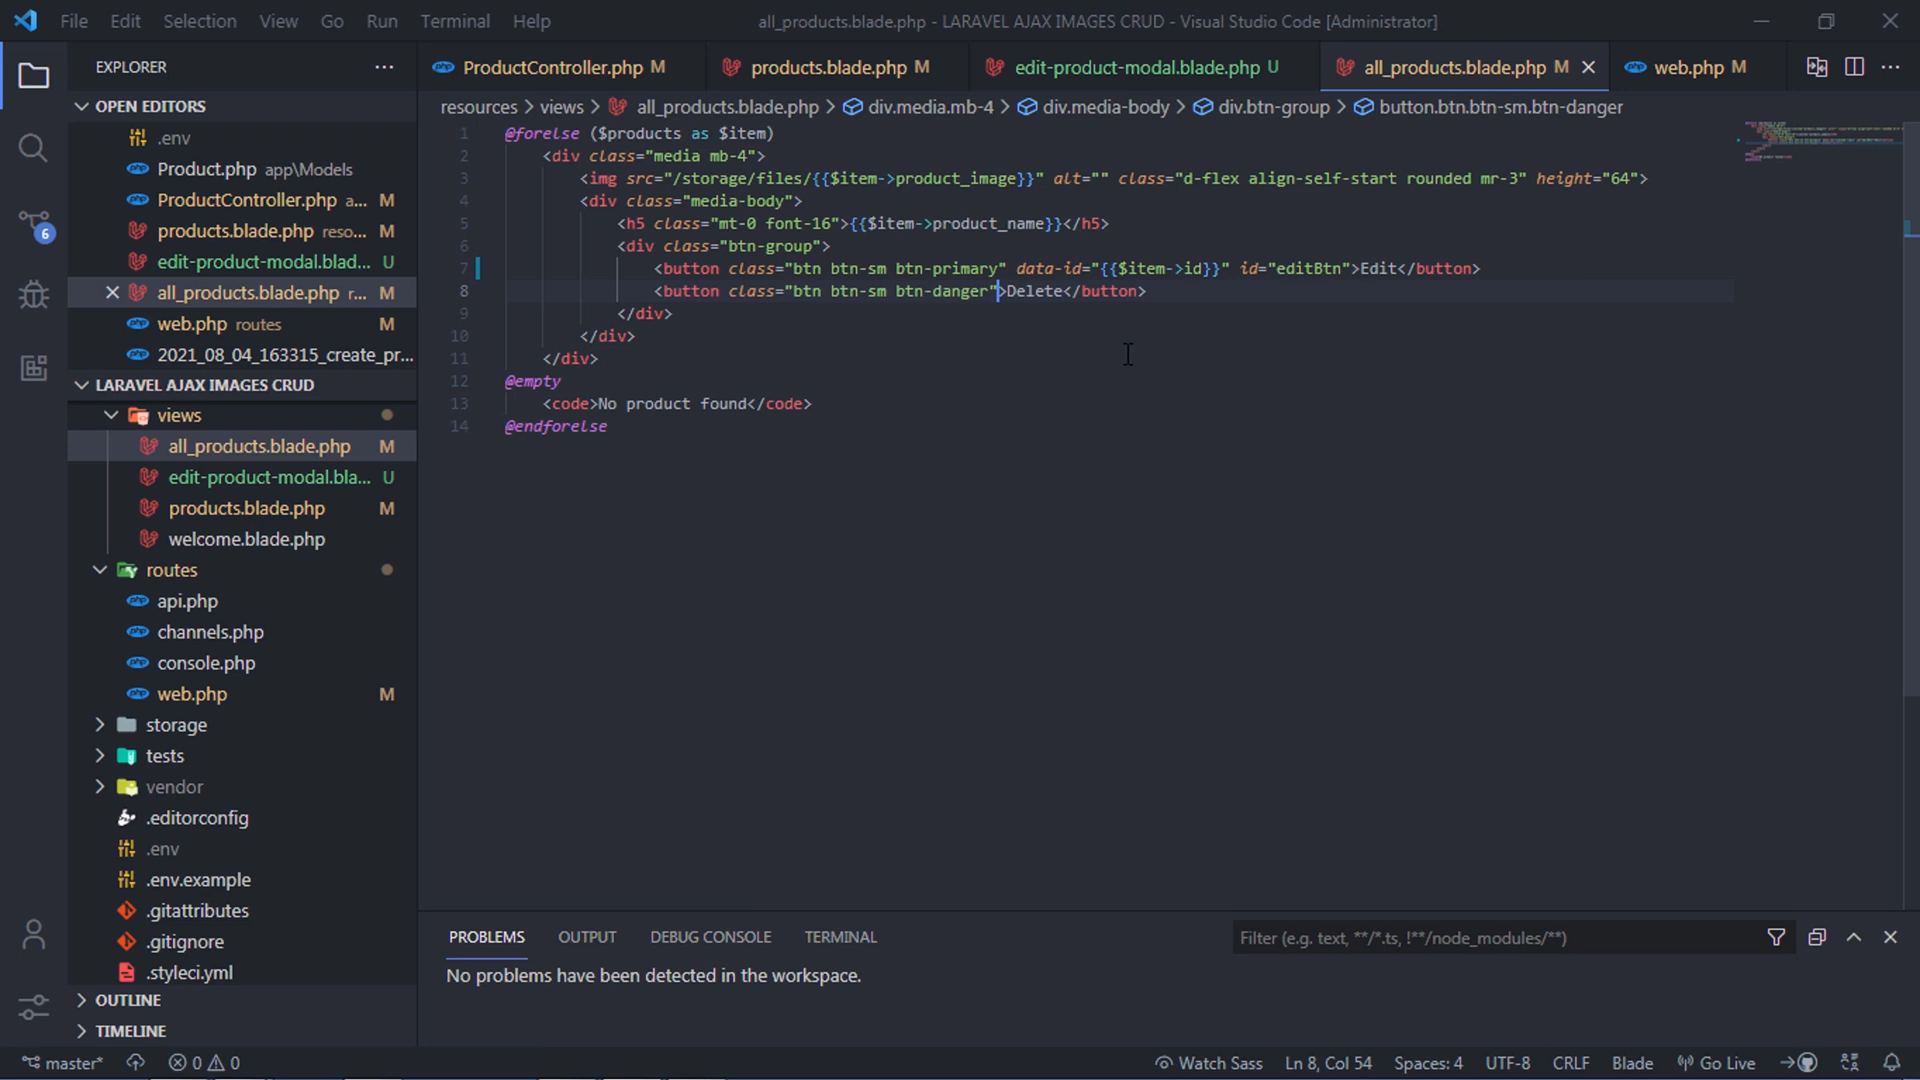 File Edit Selection View Go Run Terminal Help
all_products.blade.php - LARAVEL AJAX IMAGES CRUD - Visual Studio Code [Administrator]
EXPLORER
ProductController.php M
products.blade.php M
edit-product-modal.blade.php U
all_products.blade.php M
web.php M
OPEN EDITORS
.env
Product.php app\Models
ProductController.php a... M
products.blade.php reso... M
edit-product-modal.blad... U
all_products.blade.php r... M
web.php routes M
2021_08_04_163315_create_pr...
LARAVEL AJAX IMAGES CRUD
views
all_products.blade.php M
edit-product-modal.bla... U
products.blade.php M
welcome.blade.php
routes
api.php
channels.php
console.php
web.php M
storage
tests
vendor
.editorconfig
.env
.env.example
.gitattributes
.gitignore
.styleci.yml
OUTLINE
TIMELINE
6
resources > views > all_products.blade.php > div.media.mb-4 > div.media-body > div.btn-group > button.btn.btn-sm.btn-danger
1 @forelse ($products as $item)
2 <div class="media mb-4">
3 <img src="/storage/files/{{$item->product_image}}" alt="" class="d-flex align-self-start rounded mr-3" height="64">
4 <div class="media-body">
5 <h5 class="mt-0 font-16">{{$item->product_name}}</h5>
6 <div class="btn-group">
7 <button class="btn btn-sm btn-primary" data-id="{{$item->id}}" id="editBtn">Edit</button>
8 <button class="btn btn-sm btn-danger">Delete</button>
9 </div>
10 </div>
11 </div>
12 @empty
13 <code>No product found</code>
14 @endforelse
PROBLEMS OUTPUT DEBUG CONSOLE TERMINAL
Filter (e.g. text, **/*.ts, !**/node_modules/**)
No problems have been detected in the workspace.
master* 0 0
Watch Sass Ln 8, Col 54 Spaces: 4 UTF-8 CRLF Blade Go Live